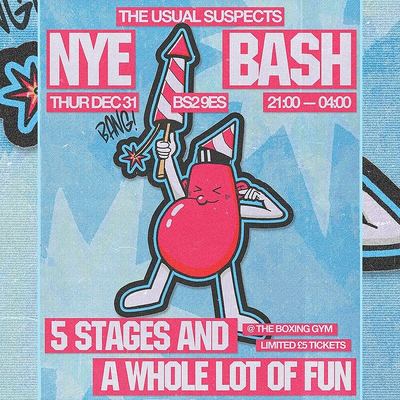 THE USUAL SUSPECTS
NYE BASH
THUR DEC 31 BS2 9ES 21:00 — 04:00
BANG!
5 STAGES AND
@ THE BOXING GYM
LIMITED £5 TICKETS
A WHOLE LOT OF FUN